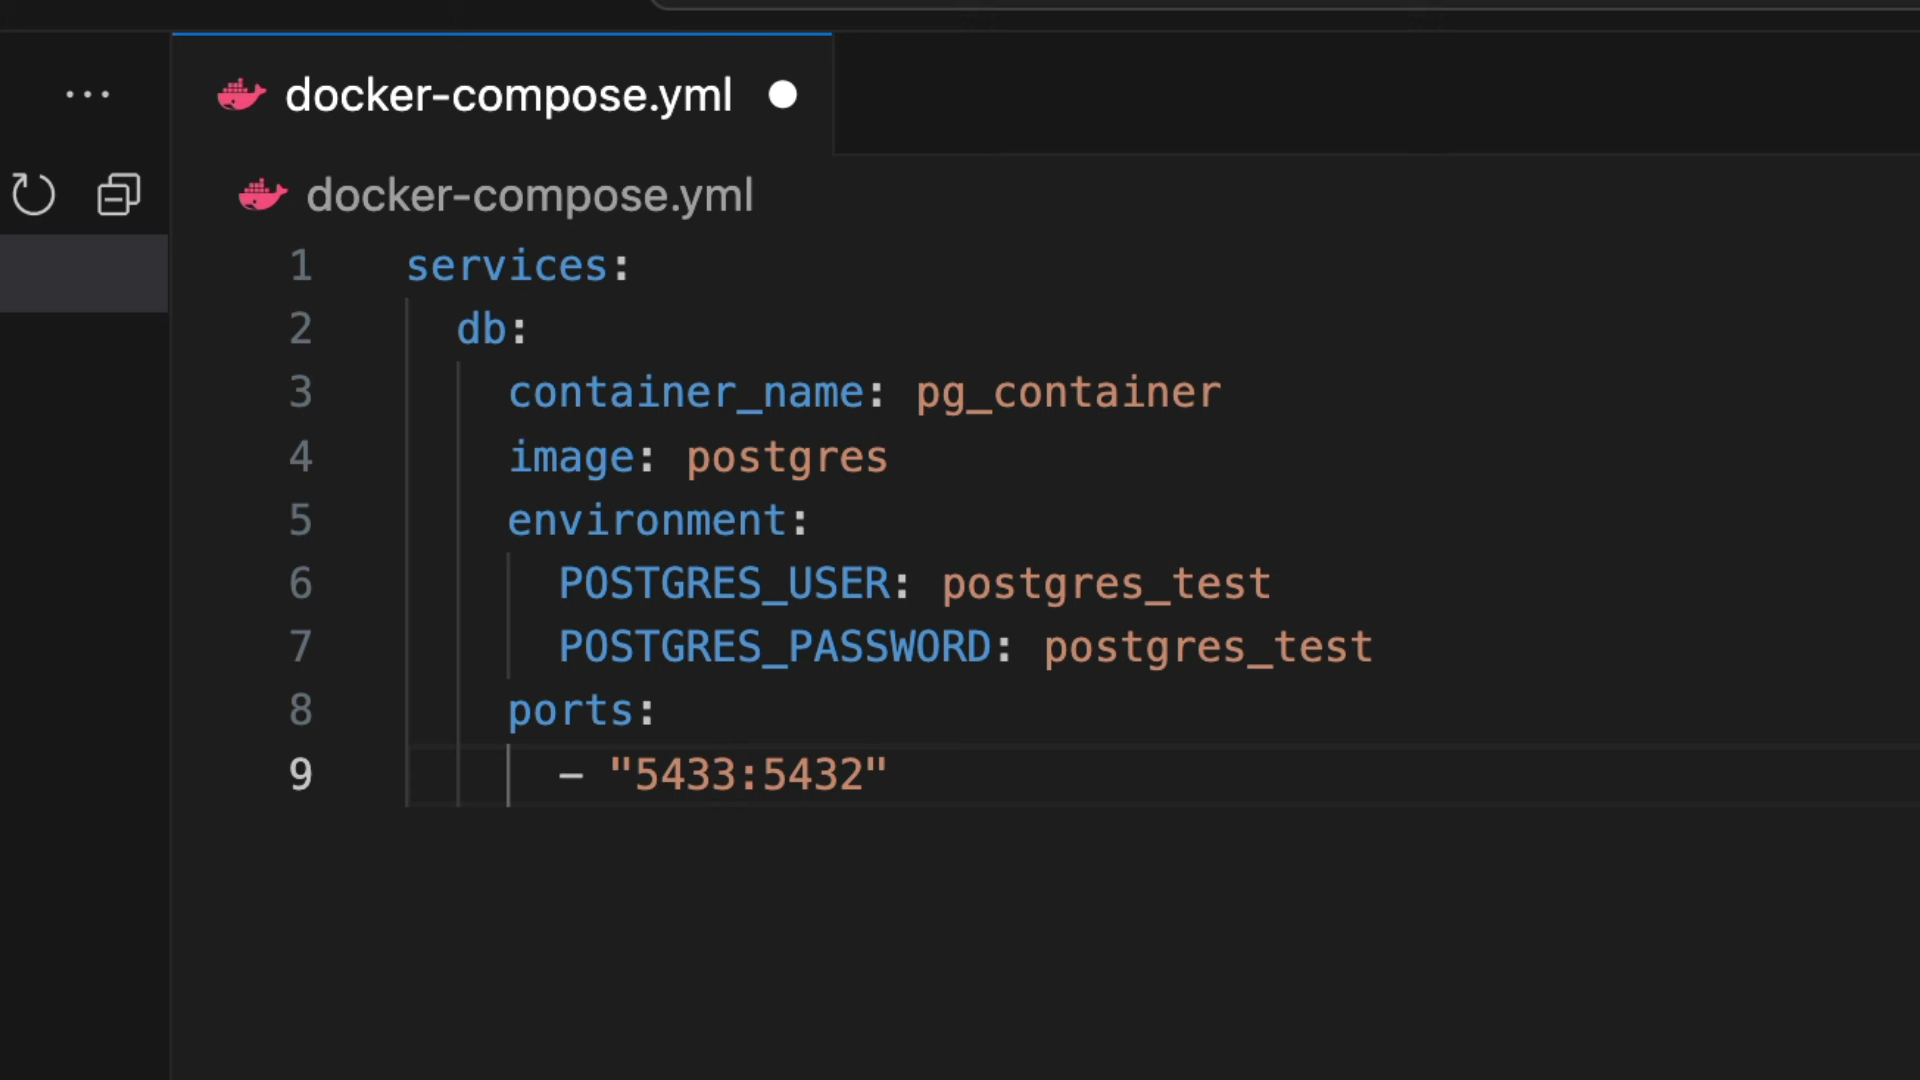 docker-compose.yml
docker-compose.yml
1 services:
2 db:
3 container_name: pg_container
4 image: postgres
5 environment:
6 POSTGRES_USER: postgres_test
7 POSTGRES_PASSWORD: postgres_test
8 ports:
9 - "5433:5432"